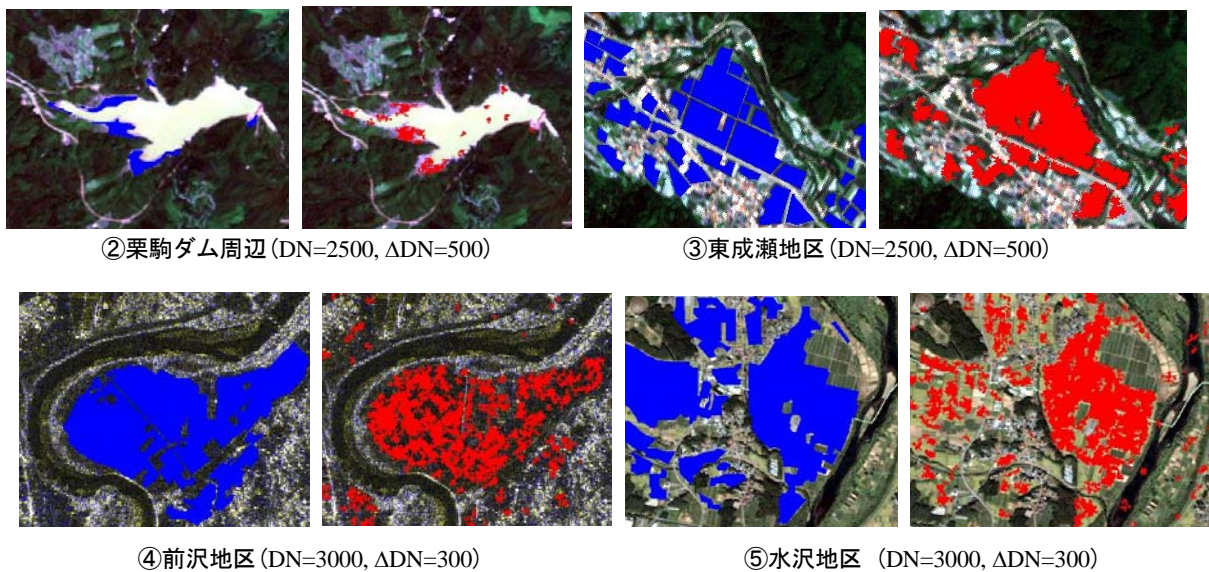 ②栗駒ダム周辺(DN=2500, ΔDN=500)
③東成瀬地区(DN=2500, ΔDN=500)
④前沢地区(DN=3000, ΔDN=300)
⑤水沢地区 (DN=3000, ΔDN=300)